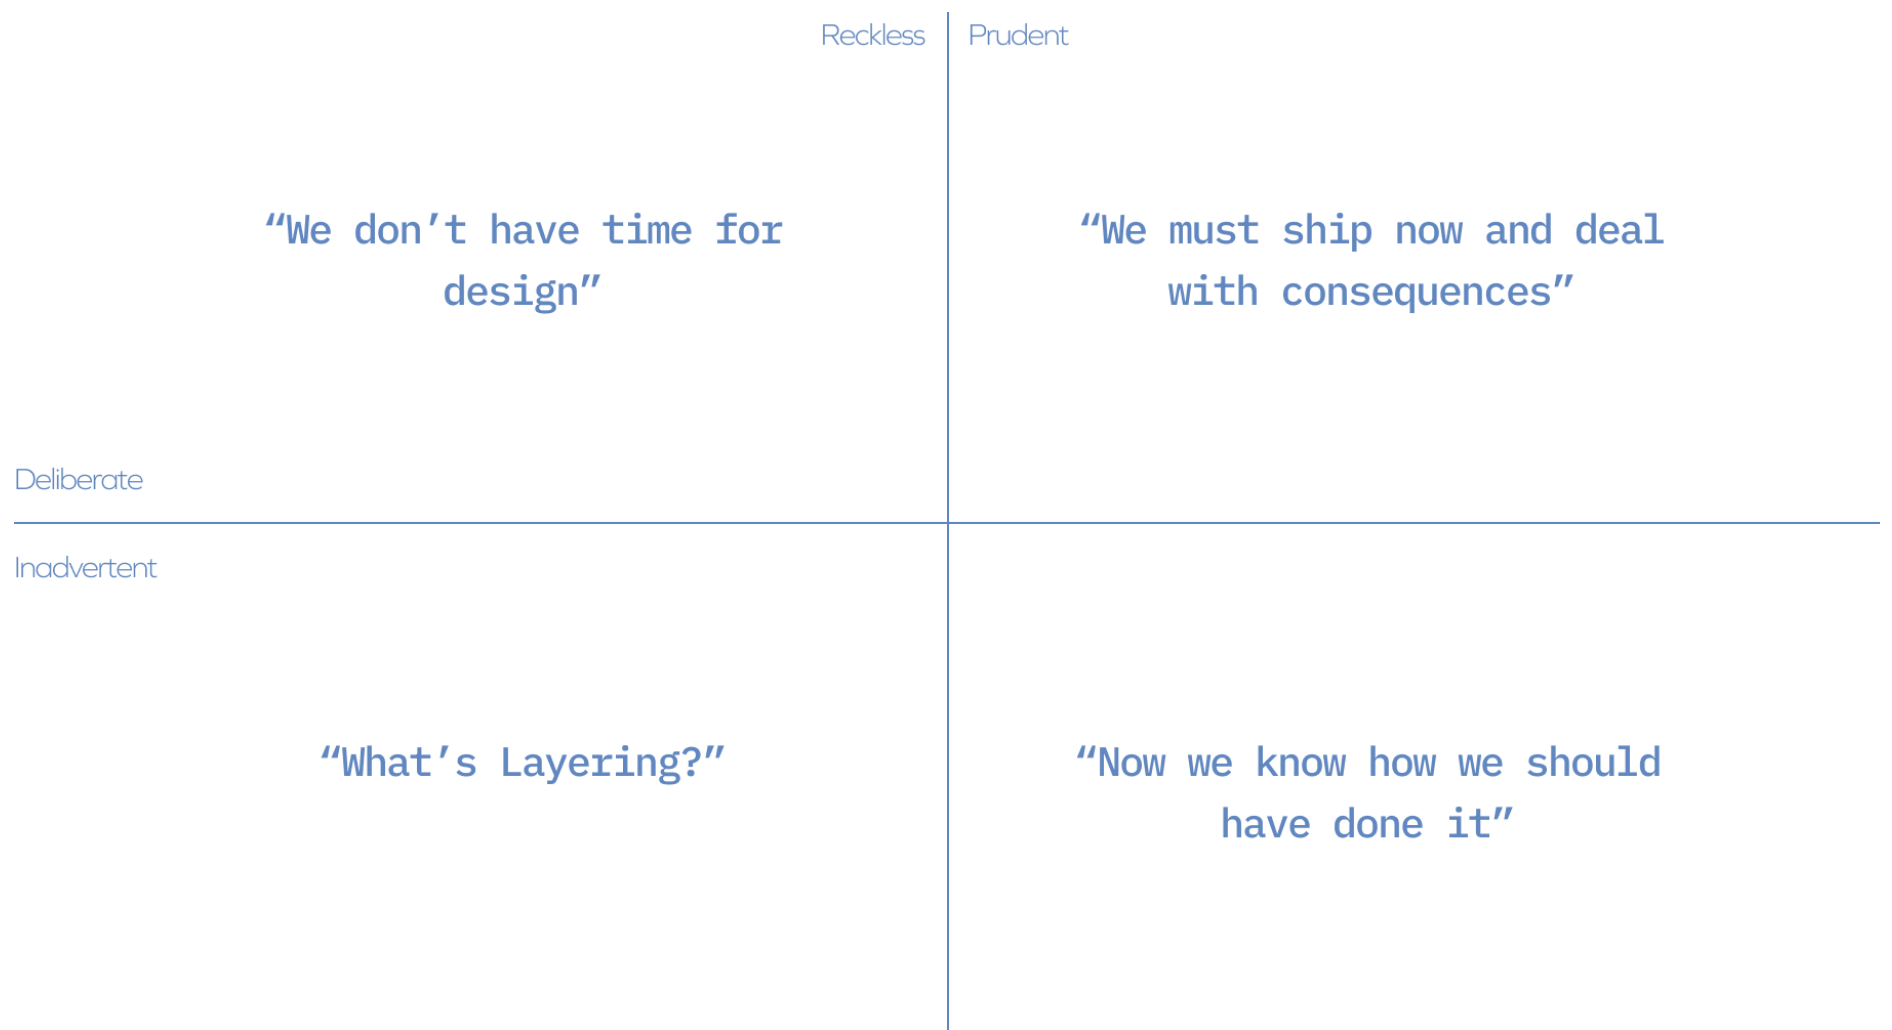 Reckless
Prudent
“We don’t have time for
design”
“We must ship now and deal
with consequences”
Deliberate
Inadvertent
“What’s Layering?”
“Now we know how we should
have done it”